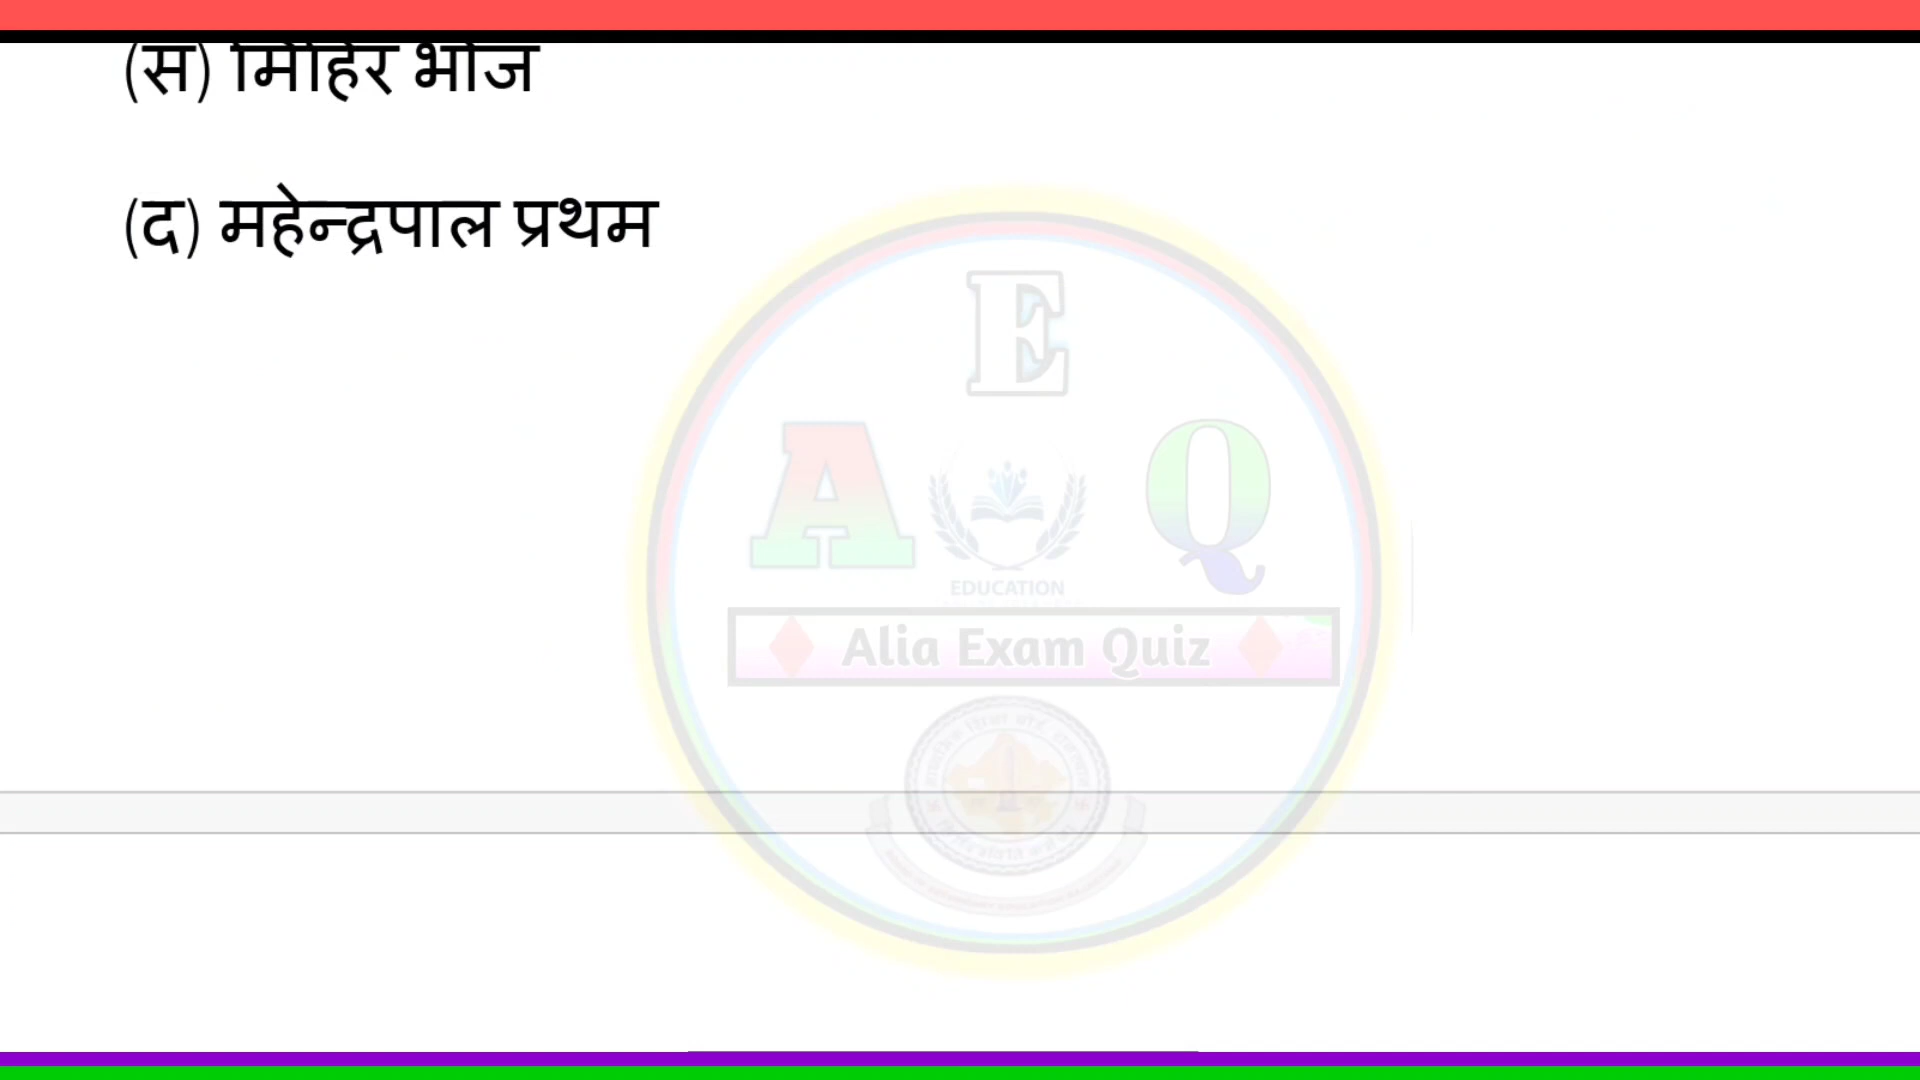 (स) मिहिर भोज
(द) महेन्द्रपाल प्रथम
E
A Q
EDUCATION
Alia Exam Quiz